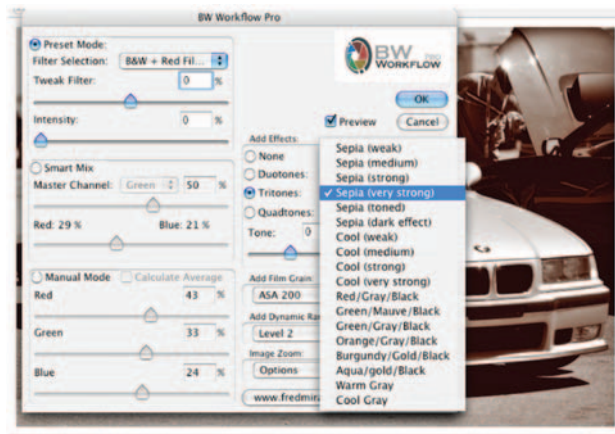 BW Workflow Pro
Preset Mode:
Filter Selection: B&W + Red Fil...
Tweak Filter: 0 %
Intensity: 0 %
Smart Mix
Master Channel: Green 50 %
Red: 29 % Blue: 21 %
Manual Mode Calculate Average
Red 43 %
Green 33 %
Blue 24 %
BW PRO
WORKFLOW
OK
Preview Cancel
Add Effects:
None
Duotones:
Tritones:
Quadtones:
Tone: 0
Add Film Grain:
ASA 200
Add Dynamic
Level 2
Image Zoom:
Options
Sepia (weak)
Sepia (medium)
Sepia (strong)
✓ Sepia (very strong)
Sepia (toned)
Sepia (dark effect)
Cool (weak)
Cool (medium)
Cool (strong)
Cool (very strong)
Red/Gray/Black
Green/Mauve/Black
Green/Gray/Black
Orange/Gray/Black
Burgundy/Gold/Black
Aqua/gold/Black
Warm Gray
Cool Gray